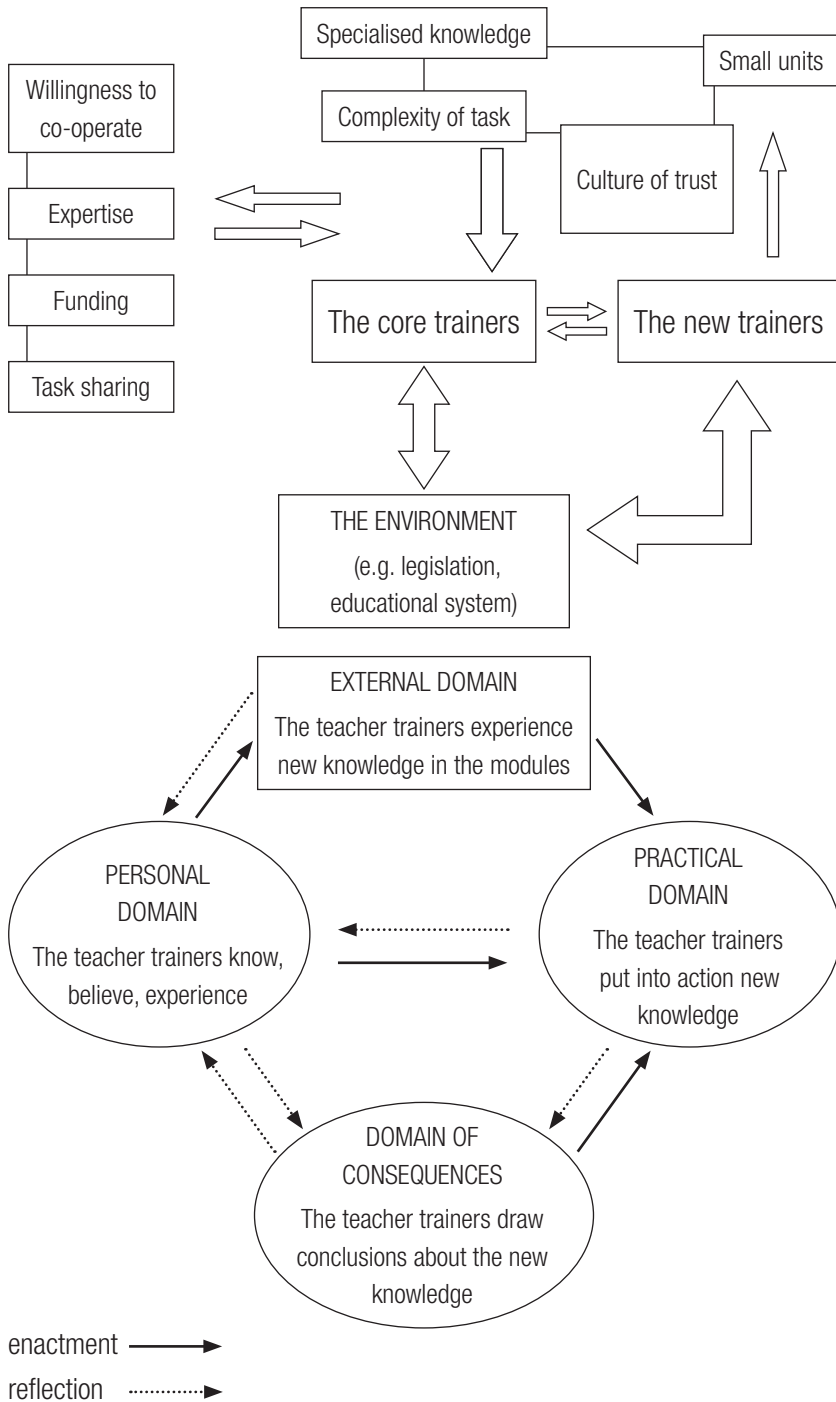 Specialised knowledge
Small units
Willingness to
co-operate
Complexity of task
Culture of trust
Expertise
Funding
The core trainers
The new trainers
Task sharing
THE ENVIRONMENT
(e.g. legislation,
educational system)
EXTERNAL DOMAIN
The teacher trainers experience
new knowledge in the modules
PERSONAL
DOMAIN
The teacher trainers know,
believe, experience
PRACTICAL
DOMAIN
The teacher trainers
put into action new
knowledge
DOMAIN OF
CONSEQUENCES
The teacher trainers draw
conclusions about the new
knowledge
enactment
reflection